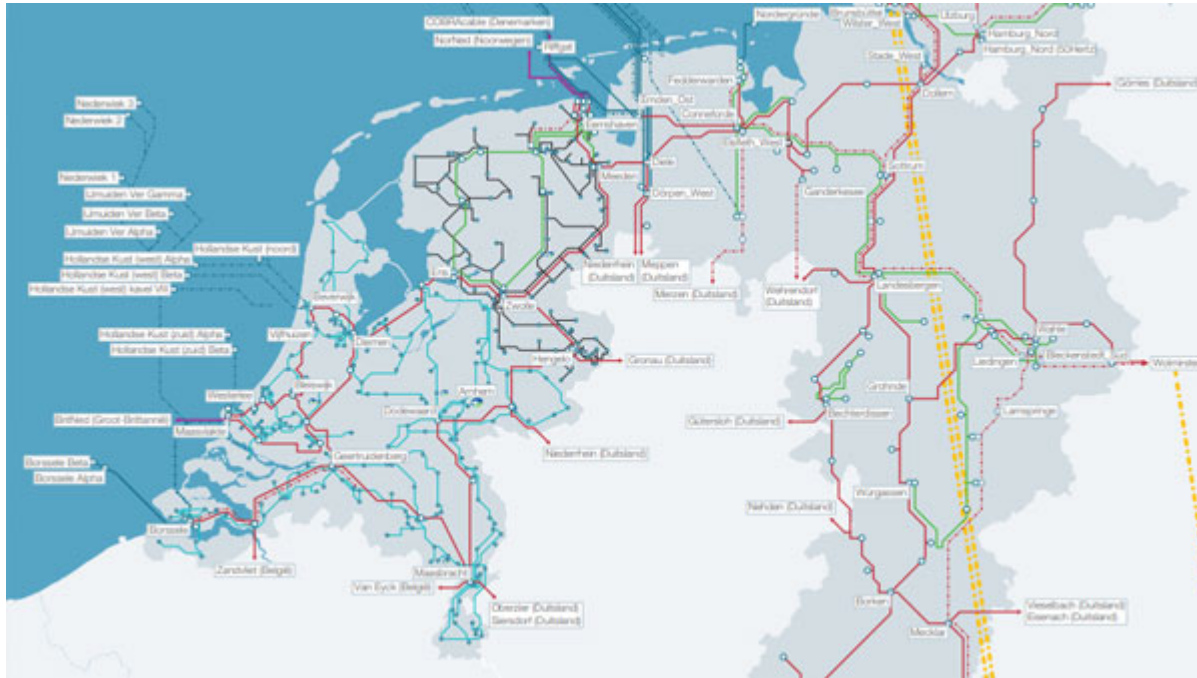 COBRAcable (Denemarken)
NorNed (Noorwegen)
Riffgat
Nordergründe
Brunsbüttel
Wilster_West
Hamburg_Nord
Hamburg_Nord (50Hertz)
Stade_West
Dollern
Görries (Duitsland)
Nederwiek 3
Nederwiek 2
Nederwiek 1
IJmuiden Ver Gamma
IJmuiden Ver Beta
IJmuiden Ver Alpha
Hollandse Kust (noord)
Hollandse Kust (west) Alpha
Hollandse Kust (west) Beta
Hollandse Kust (west) kavel VIII
Hollandse Kust (zuid) Alpha
Hollandse Kust (zuid) Beta
Fedderwarden
Emden_Ost
Conneforde
Eemshaven
Elsfleth_West
Meeden
Diele
Dörpen_West
Ganderkesee
Sottrum
Niederrhein (Duitsland)
Meppen (Duitsland)
Merzen (Duitsland)
Wehrendorf (Duitsland)
Landesbergen
Ens
Zwolle
Beverwijk
Vijfhuizen
Diemen
Hengelo
Gronau (Duitsland)
Wahle
Bleckenstedt_Süd
Liedingen
Grohnde
Lamspringe
Bechterdissen
Gütersloh (Duitsland)
Bleiswijk
Westerlee
Maasvlakte
BritNed (Groot-Brittannië)
Dodewaard
Arnhem
Niederrhein (Duitsland)
Geertruidenberg
Borssele Beta
Borssele Alpha
Borssele
Zandvliet (België)
Maasbracht
Van Eyck (België)
Oberzier (Duitsland)
Siersdorf (Duitsland)
Würgassen
Nehden (Duitsland)
Borken
Mecklar
Vieselbach (Duitsland)
Eisenach (Duitsland)